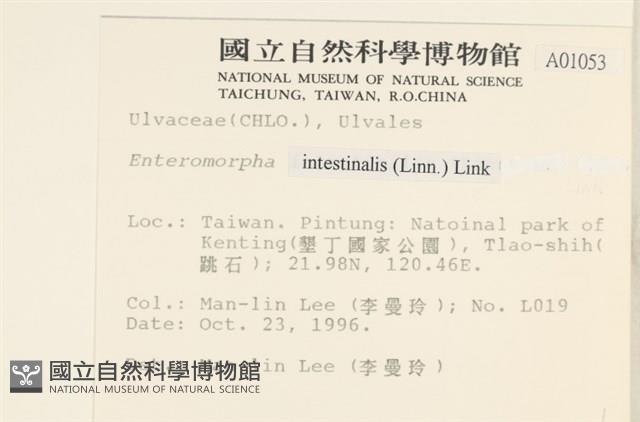 國立自然科學博物館
A01053
NATIONAL MUSEUM OF NATURAL SCIENCE
TAICHUNG, TAIWAN, R.O.CHINA
Ulvaceae(CHLO.), Ulvales
Enteromorpha intestinalis (Linn.) Link
Loc.: Taiwan. Pintung: Natoinal park of
Kenting(墾丁國家公園), Tlao-shih(
跳石); 21.98N, 120.46E.
Col.: Man-lin Lee (李曼玲); No. L019
Date: Oct. 23, 1996.
Man-lin Lee (李曼玲)
國立自然科學博物館
NATIONAL MUSEUM OF NATURAL SCIENCE